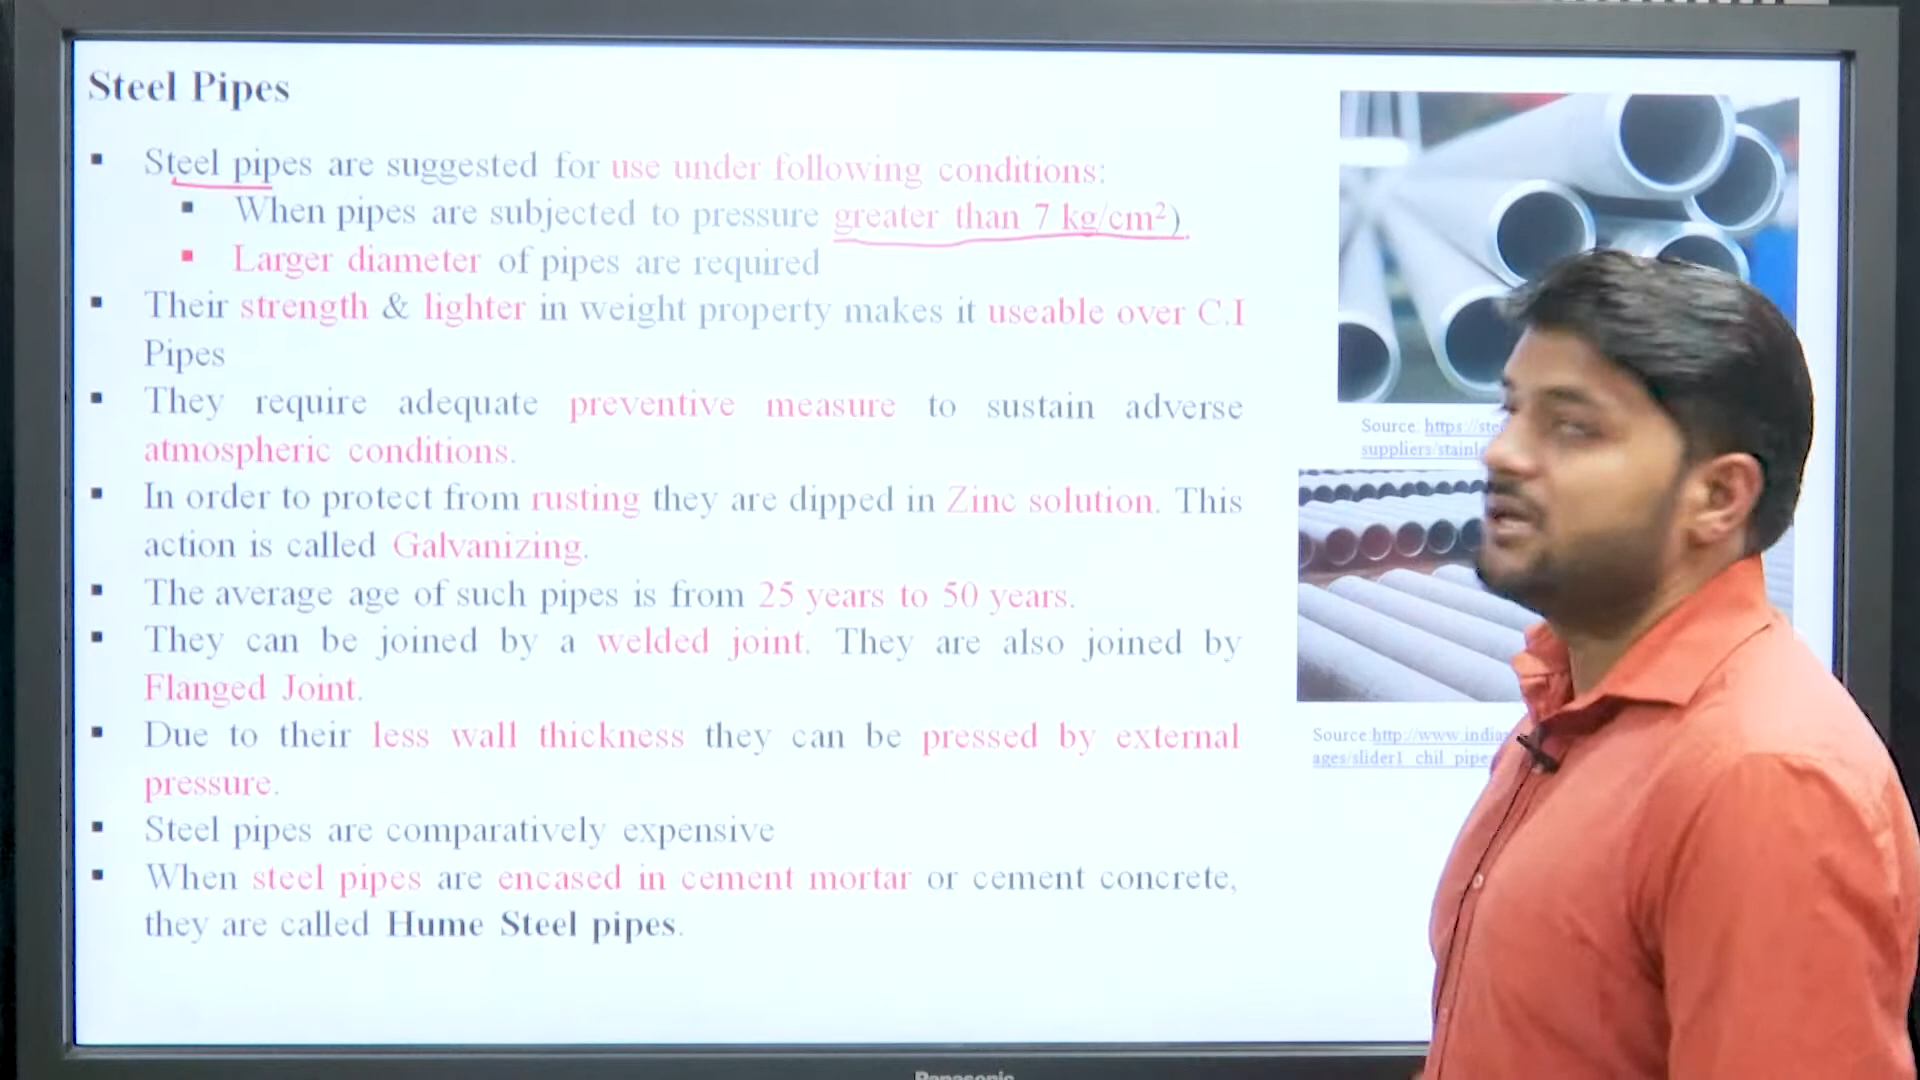 Steel Pipes
▪ Steel pipes are suggested for use under following conditions:
▪ When pipes are subjected to pressure greater than 7 kg/cm²).
▪ Larger diameter of pipes are required
▪ Their strength & lighter in weight property makes it useable over C.I
Pipes
▪ They require adequate preventive measure to sustain adverse
atmospheric conditions.
▪ In order to protect from rusting they are dipped in Zinc solution. This
action is called Galvanizing.
▪ The average age of such pipes is from 25 years to 50 years.
▪ They can be joined by a welded joint. They are also joined by
Flanged Joint.
▪ Due to their less wall thickness they can be pressed by external
pressure.
▪ Steel pipes are comparatively expensive
▪ When steel pipes are encased in cement mortar or cement concrete,
they are called Hume Steel pipes.
Source: https://stee
suppliers/stainl
Source:http://www.india
ages/slider1_chil_pipe
Panasonic